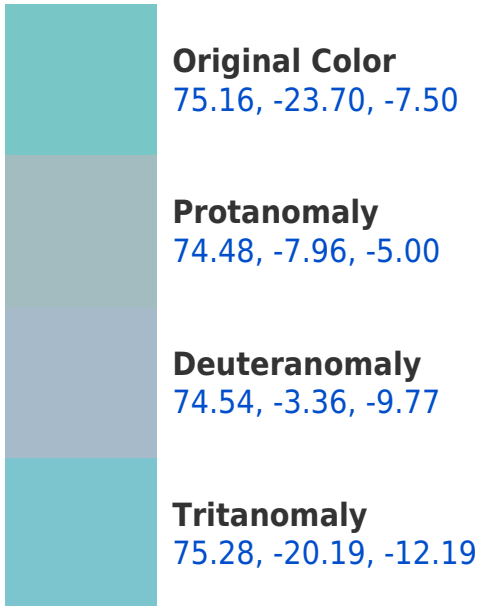 Original Color
75.16, -23.70, -7.50
Protanomaly
74.48, -7.96, -5.00
Deuteranomaly
74.54, -3.36, -9.77
Tritanomaly
75.28, -20.19, -12.19